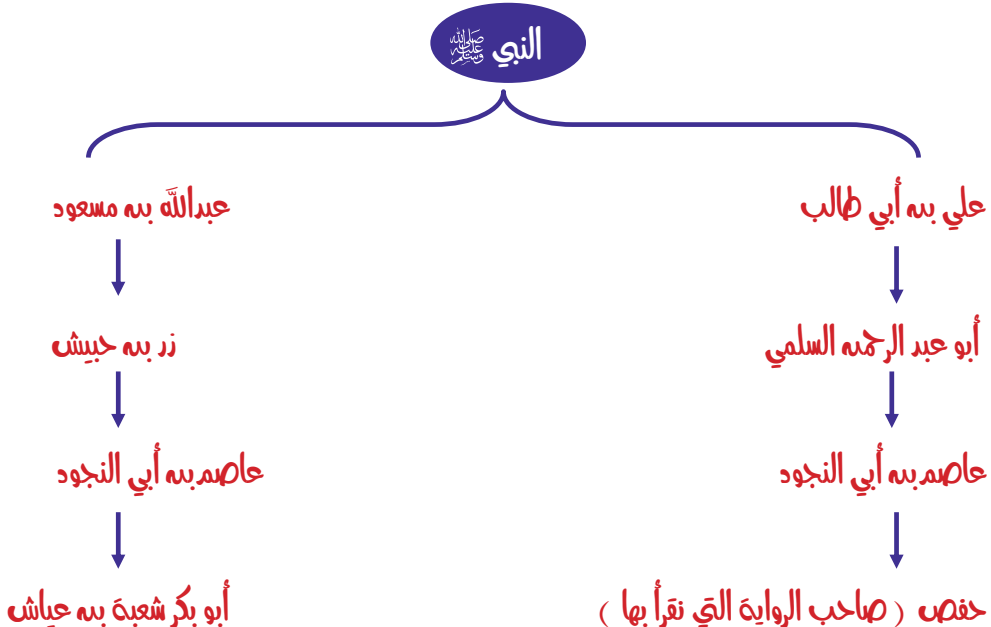 النبي ﷺ
علي بن أبي طالب
عبدالله بن مسعود
أبو عبد الرحمن السلمي
زر بن حبيش
عاصم بن أبي النجود
عاصم بن أبي النجود
حفص ( صاحب الرواية التي نقرأ بها )
أبو بكر شعبة بن عياش